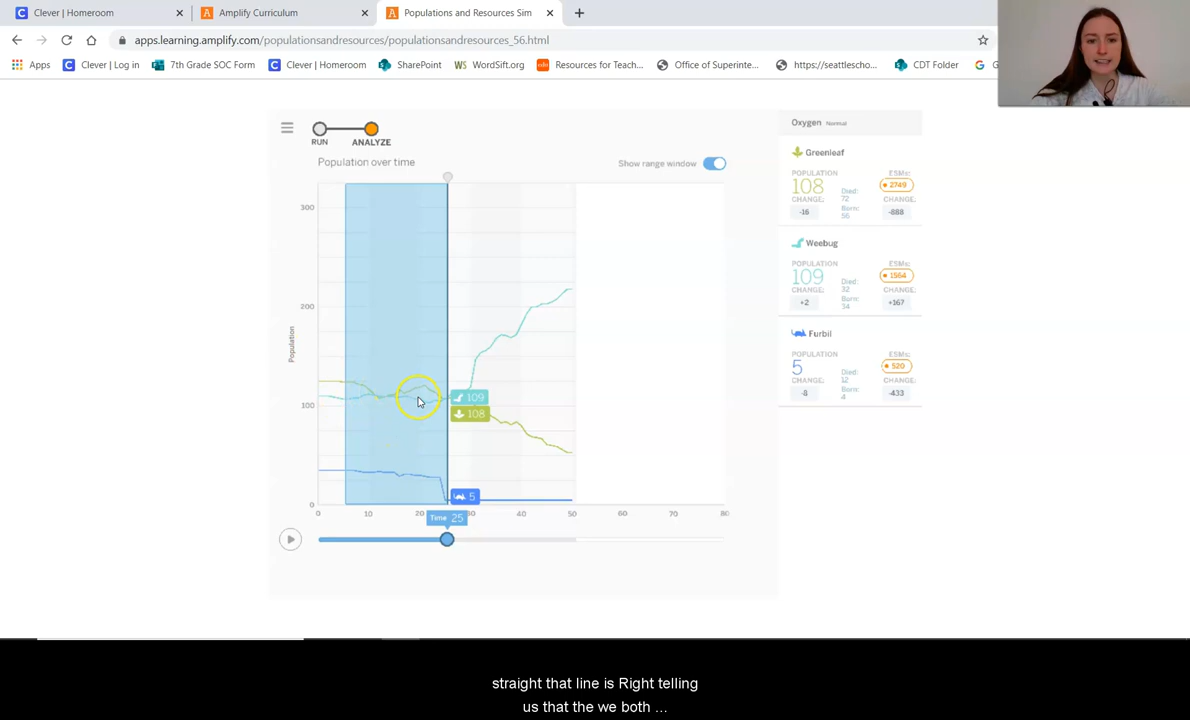 Clever | Homeroom
Amplify Curriculum
Populations and Resources Sim
apps.learning.amplify.com/populationsandresources/populationsandresources_56.html
Apps
Clever | Log in
7th Grade SOC Form
Clever | Homeroom
SharePoint
WS WordSift.org
Resources for Teac...
Office of Superinte...
https://seattlescho...
CDT Folder
RUN
ANALYZE
Population over time
Show range window
Population
300
200
100
0
109
108
5
0 10 20 30 40 50 60 70 80
Time 25
Oxygen Normal
Greenleaf
POPULATION
108
CHANGE:
-16
Died:
72
Born:
56
ESMs:
2749
CHANGE:
-888
Weebug
POPULATION
109
CHANGE:
+2
Died:
32
Born:
34
ESMs:
1564
CHANGE:
+167
Furbil
POPULATION
5
CHANGE:
-8
Died:
12
Born:
4
ESMs:
520
CHANGE:
-433
straight that line is Right telling
us that the we both ...